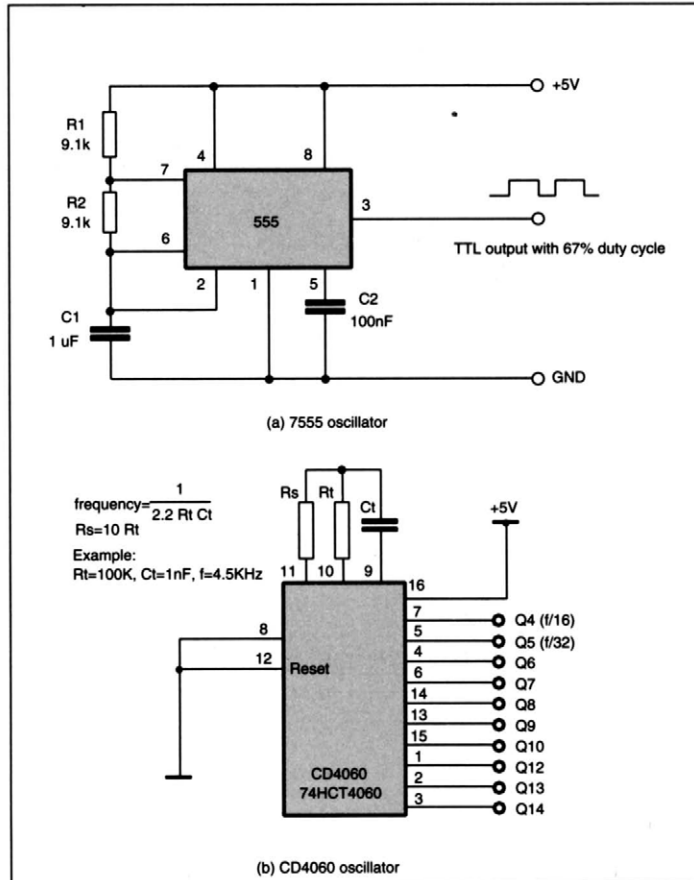 +5V
R1
9.1k
4
8
7
R2
9.1k
3
555
6
TTL output with 67% duty cycle
2
1
5
C1
1 uF
C2
100nF
GND
(a) 7555 oscillator
frequency=1/2.2 Rt Ct
Rs=10 Rt
Example:
Rt=100K, Ct=1nF, f=4.5KHz
Rs
Rt
Ct
+5V
11
10
9
16
7
Q4 (f/16)
8
5
Q5 (f/32)
12
Reset
4
Q6
6
Q7
14
Q8
13
Q9
15
Q10
CD4060
74HCT4060
1
Q12
2
Q13
3
Q14
(b) CD4060 oscillator